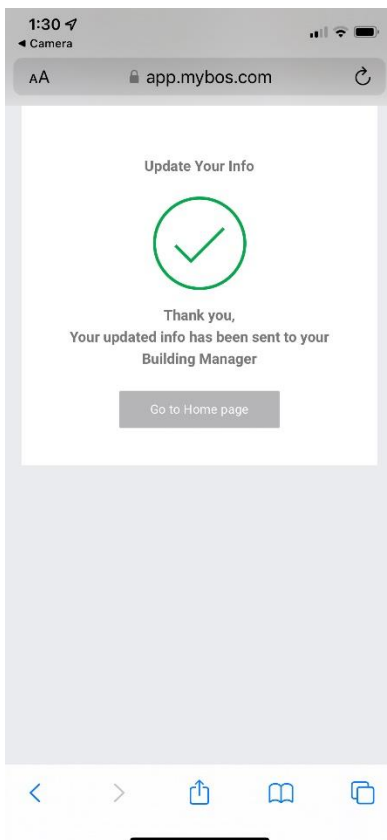 1:30
◀ Camera
AA app.mybos.com
Update Your Info
Thank you,
Your updated info has been sent to your
Building Manager
Go to Home page